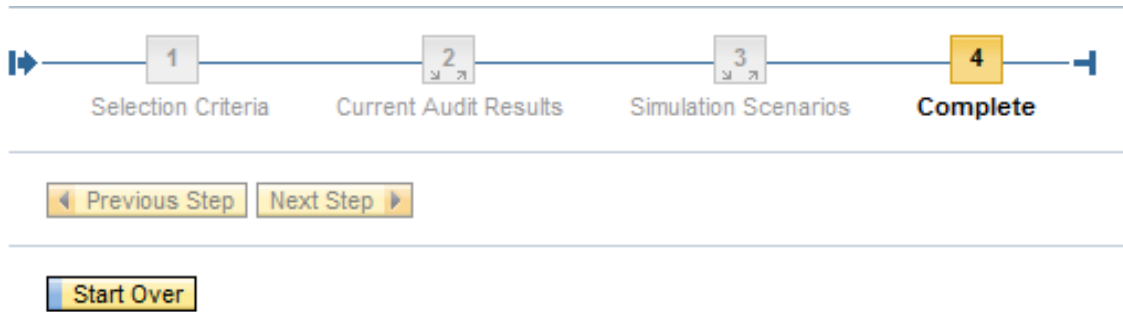 1 2 3 4
Selection Criteria Current Audit Results Simulation Scenarios Complete
Previous Step Next Step
Start Over